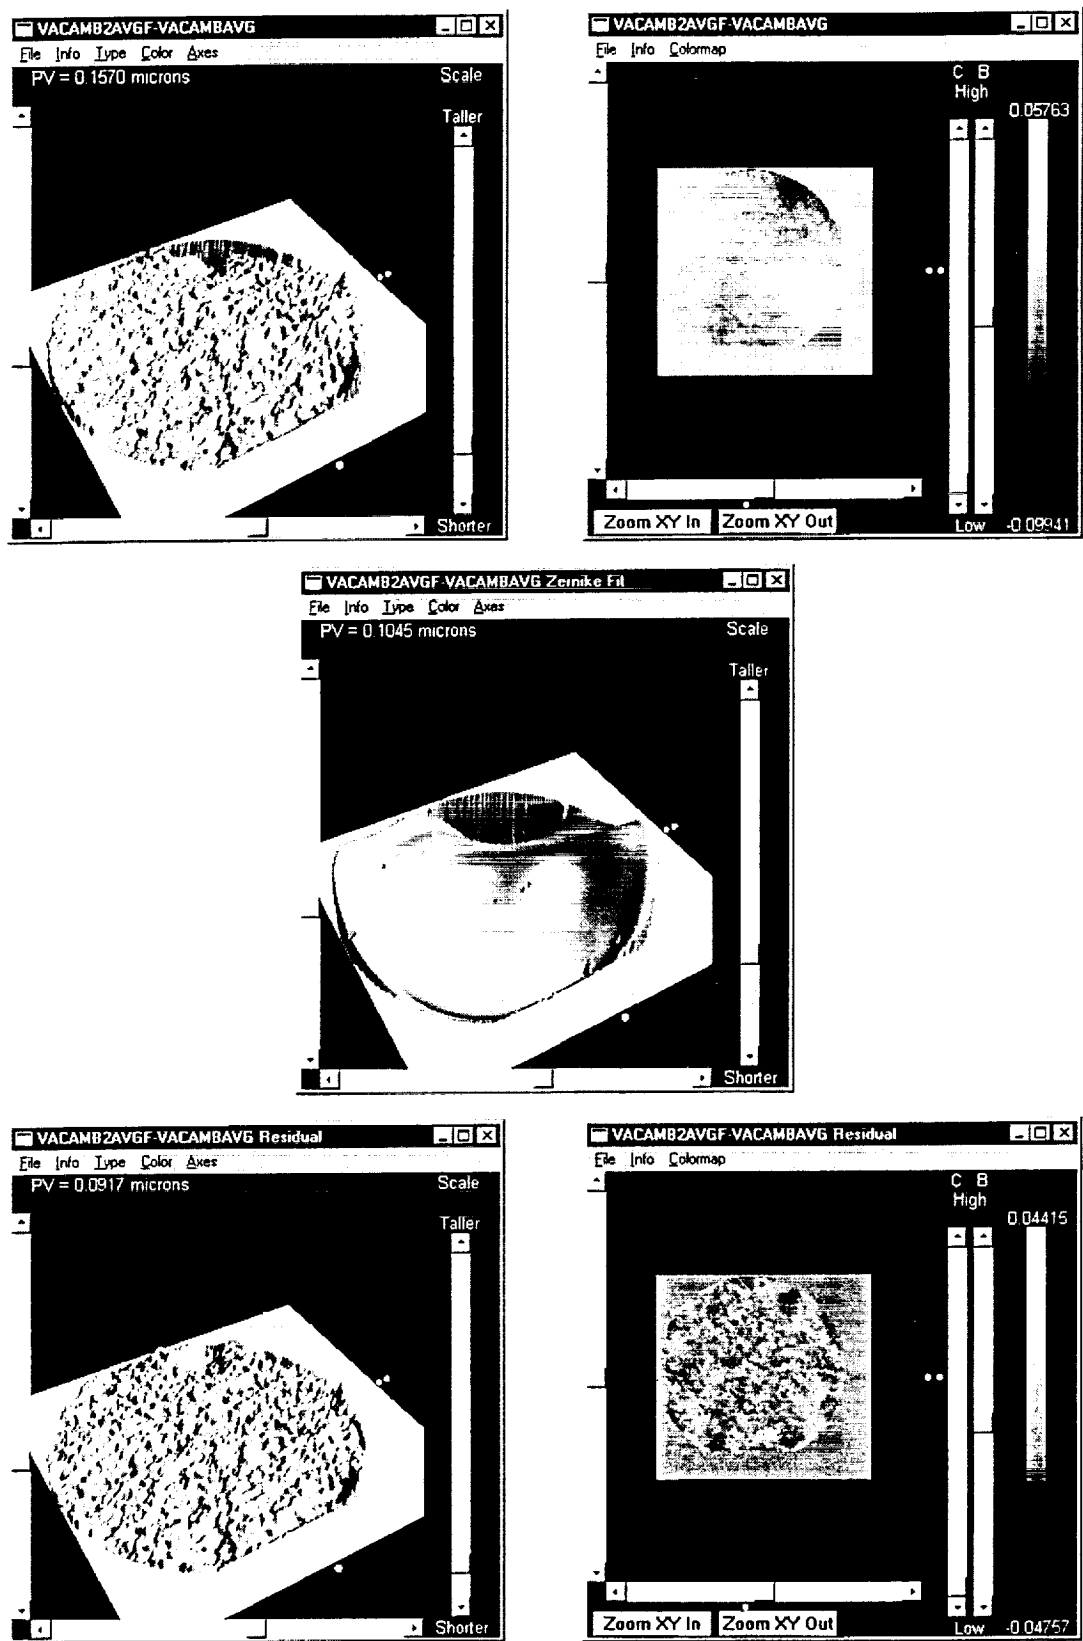 VACAMB2AVGF-VACAMBAVG
File Info Type Color Axes
PV = 0.1570 microns
Scale
Taller
Shorter
VACAMB2AVGF-VACAMBAVG
File Info Colormap
C B
High
0.05763
Zoom XY In Zoom XY Out
Low -0.09941
VACAMB2AVGF-VACAMBAVG Zernike Fit
File Info Type Color Axes
PV = 0.1045 microns
Scale
Taller
Shorter
VACAMB2AVGF-VACAMBAVG Residual
File Info Type Color Axes
PV = 0.0917 microns
Scale
Taller
Shorter
VACAMB2AVGF-VACAMBAVG Residual
File Info Colormap
C B
High
0.04415
Zoom XY In Zoom XY Out
Low -0.04757